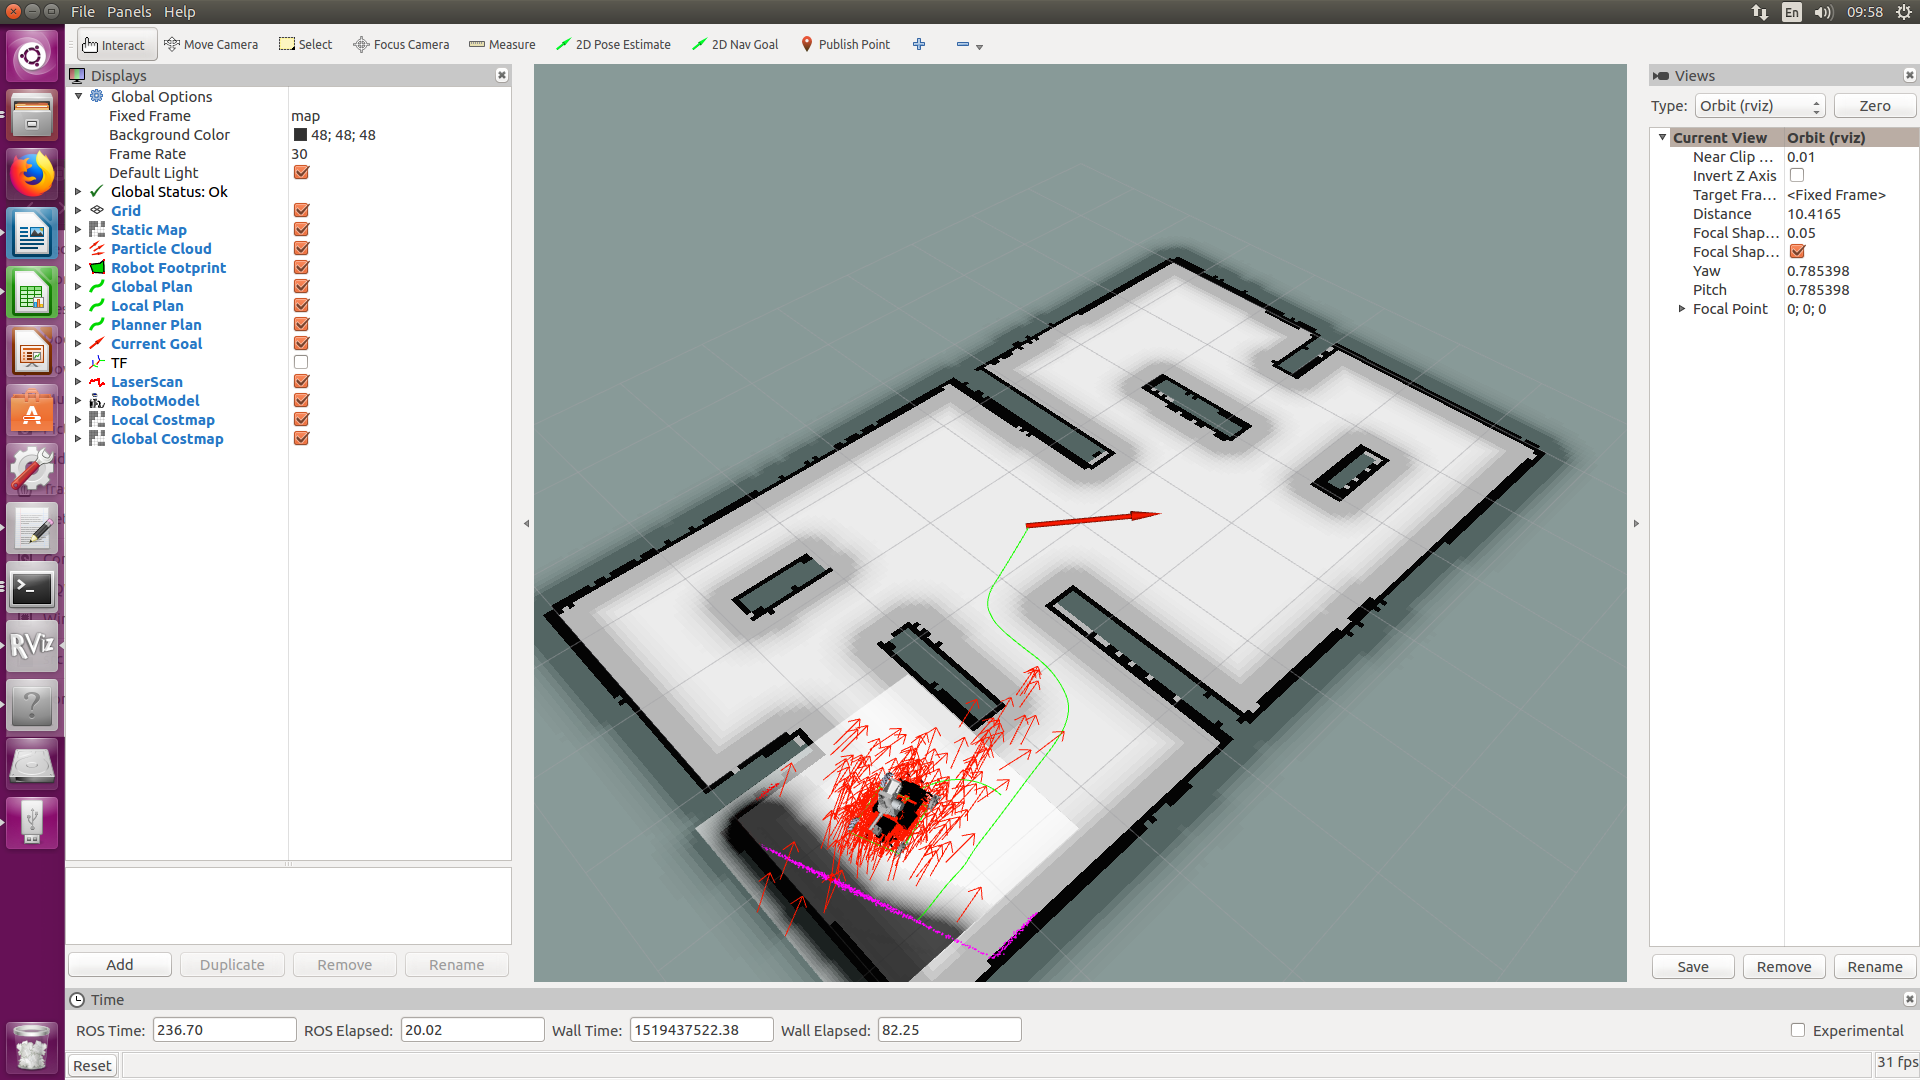 File Panels Help
En 09:58
Interact Move Camera Select Focus Camera Measure 2D Pose Estimate 2D Nav Goal Publish Point
Displays
Global Options
Fixed Frame map
Background Color 48; 48; 48
Frame Rate 30
Default Light
Global Status: Ok
Grid
Static Map
Particle Cloud
Robot Footprint
Global Plan
Local Plan
Planner Plan
Current Goal
TF
LaserScan
RobotModel
Local Costmap
Global Costmap
Add Duplicate Remove Rename
Views
Type: Orbit (rviz) Zero
Current View Orbit (rviz)
Near Clip ... 0.01
Invert Z Axis
Target Fra... <Fixed Frame>
Distance 10.4165
Focal Shap... 0.05
Focal Shap...
Yaw 0.785398
Pitch 0.785398
Focal Point 0; 0; 0
Save Remove Rename
RViz
Time
ROS Time: 236.70 ROS Elapsed: 20.02 Wall Time: 1519437522.38 Wall Elapsed: 82.25 Experimental
Reset 31 fps